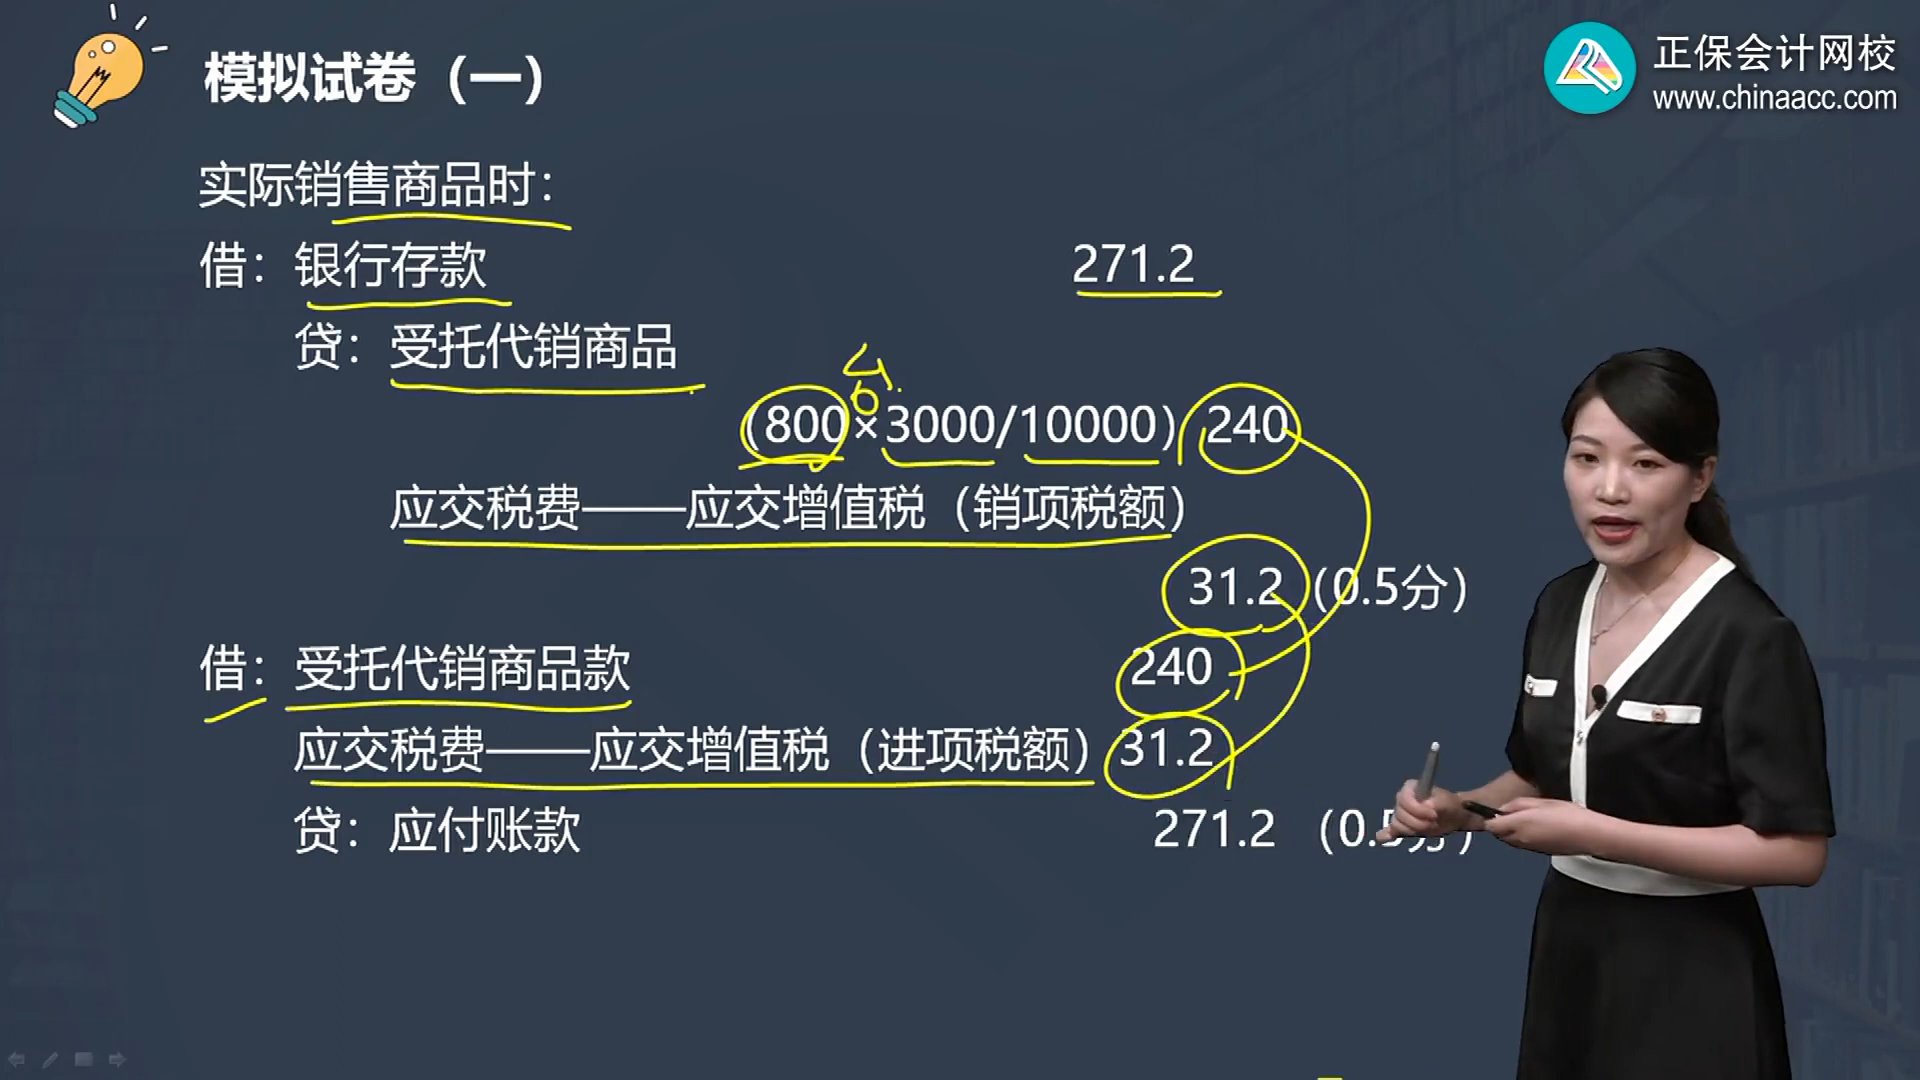 模拟试卷（一）
正保会计网校
www.chinaacc.com
实际销售商品时：
借：银行存款 271.2
贷：受托代销商品
台
（800×3000/10000） 240
应交税费——应交增值税（销项税额）
31.2（0.5分）
借：受托代销商品款 240
应交税费——应交增值税（进项税额）31.2
贷：应付账款 271.2 （0.5分）